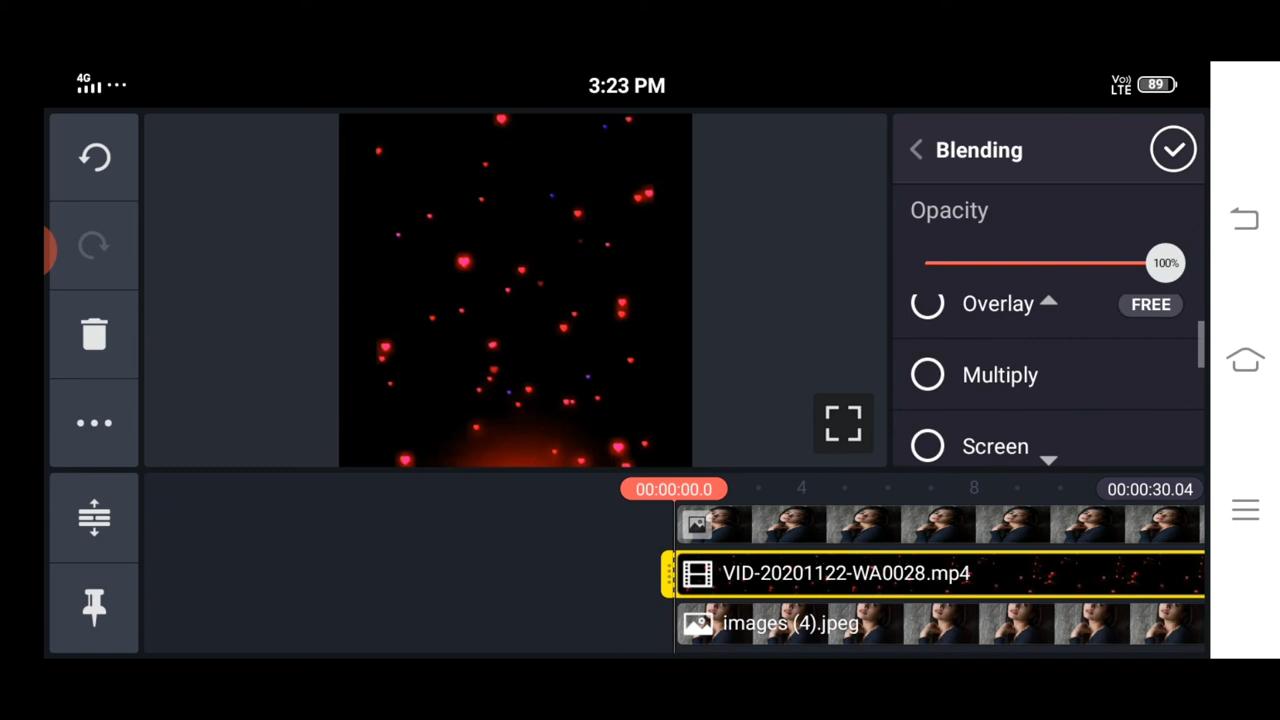 4G
3:23 PM
Vo))
LTE
89
Blending
Opacity
100%
Overlay
FREE
Multiply
Screen
00:00:00.0
4
8
00:00:30.04
VID-20201122-WA0028.mp4
images (4).jpeg